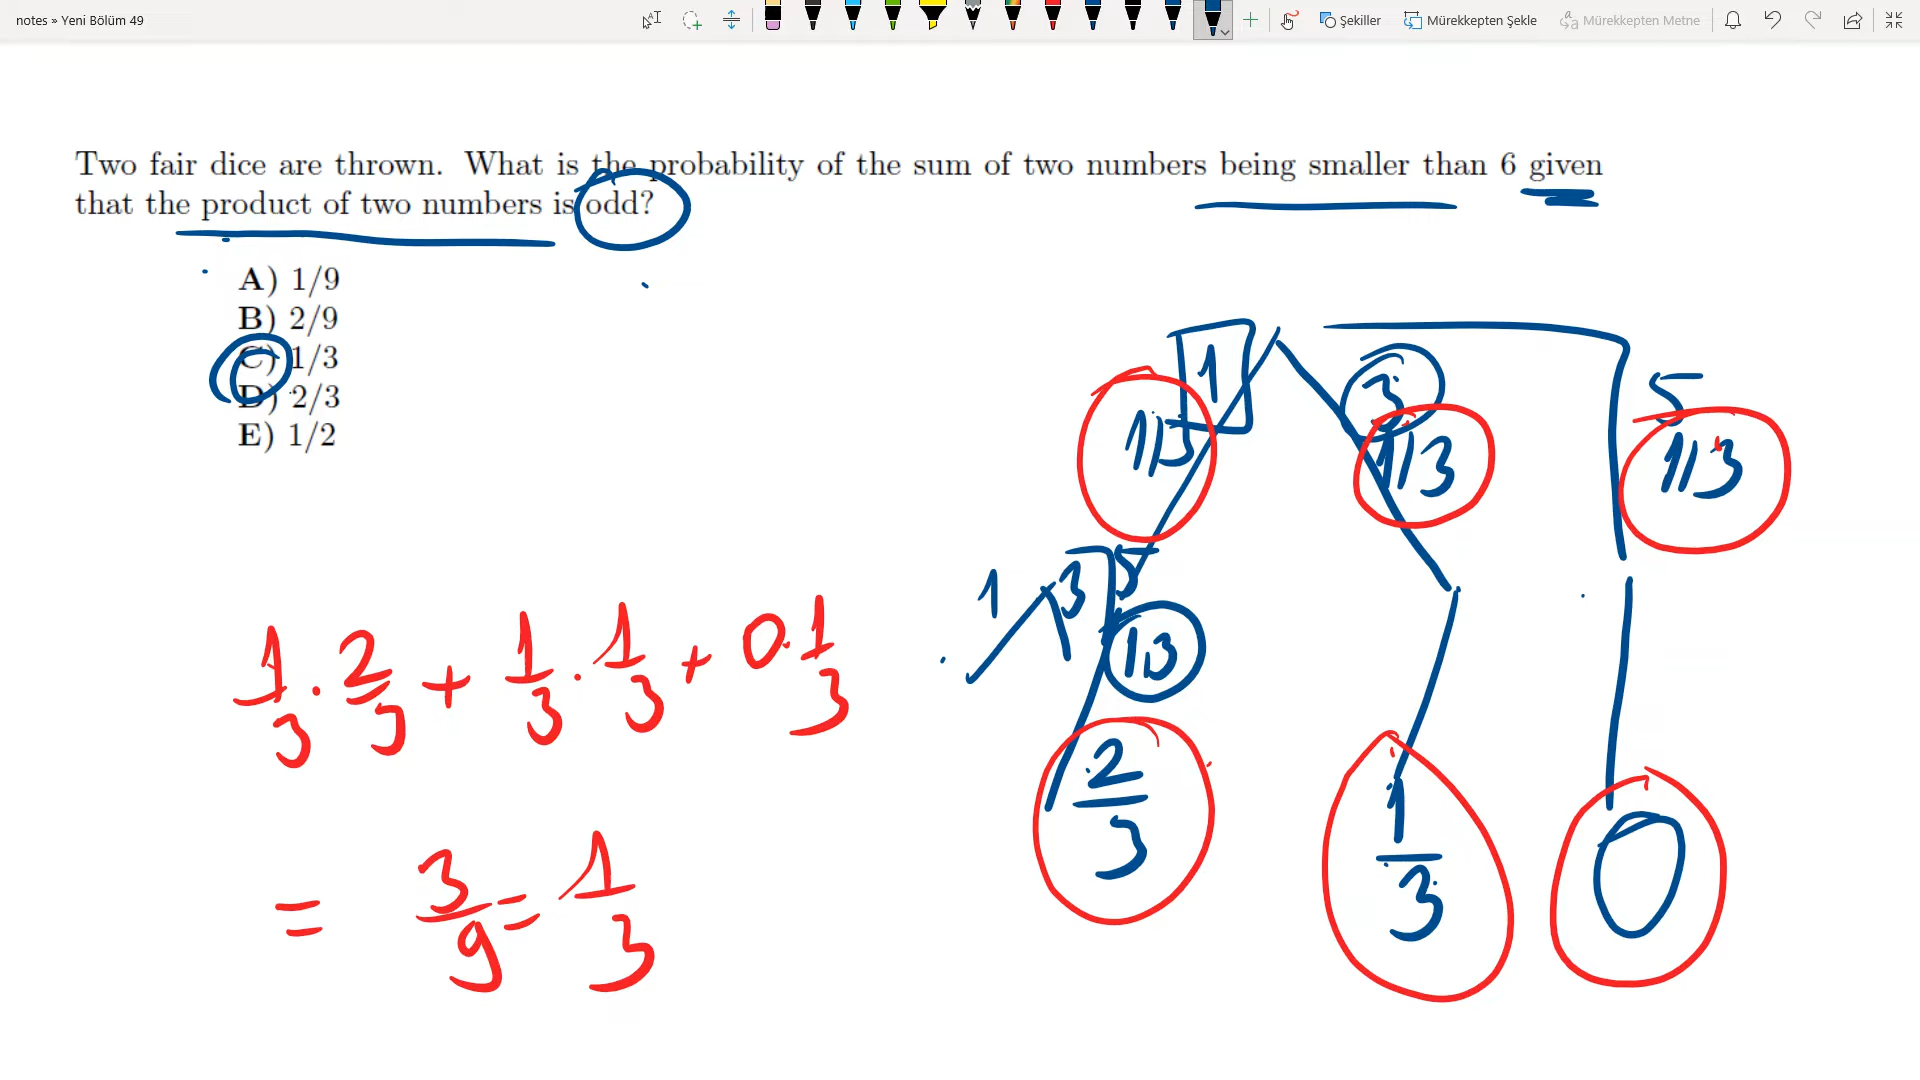 notes » Yeni Bölüm 49
Şekiller
Mürekkepten Şekle
Mürekkepten Metne
Two fair dice are thrown. What is the probability of the sum of two numbers being smaller than 6 given
that the product of two numbers is odd?
A) 1/9
B) 2/9
C) 1/3
D) 2/3
E) 1/2
1 3 5
1/3 1/3 1/3
1 3 5
1/3
2/3 1/3 0
1/3 · 2/3 + 1/3 · 1/3 + 0 · 1/3
= 3/9 = 1/3